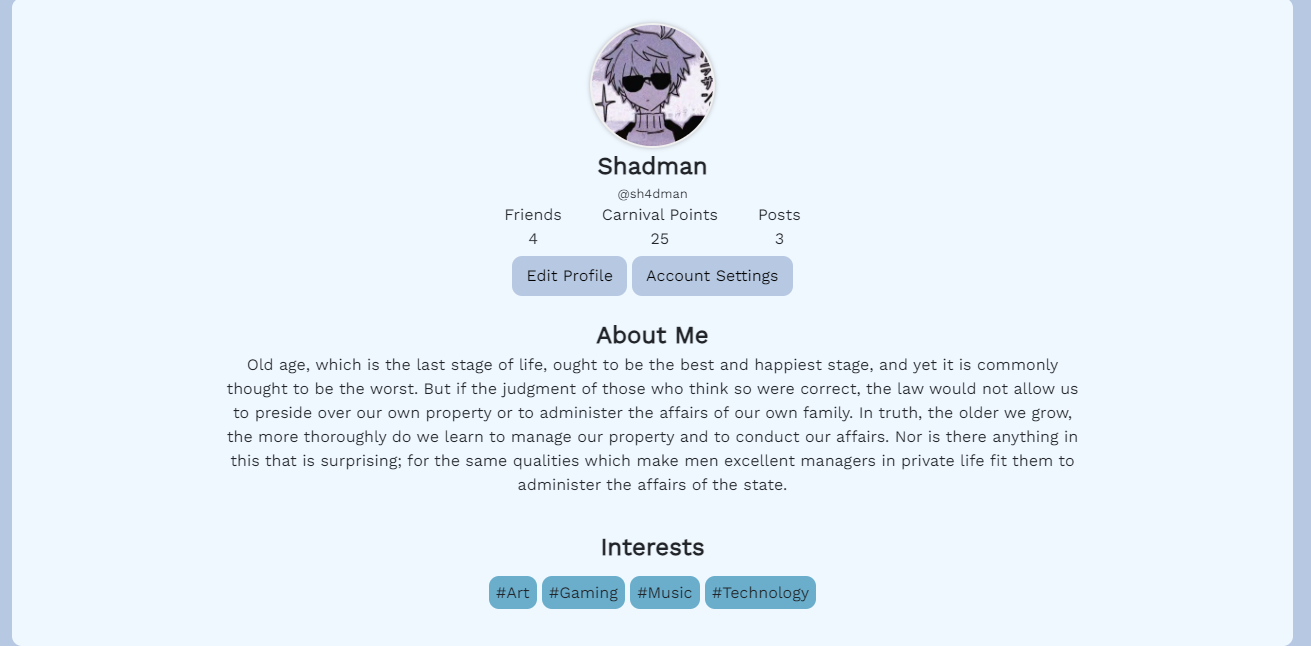 Shadman
@sh4dman
Friends Carnival Points Posts
4 25 3
Edit Profile Account Settings
About Me
Old age, which is the last stage of life, ought to be the best and happiest stage, and yet it is commonly
thought to be the worst. But if the judgment of those who think so were correct, the law would not allow us
to preside over our own property or to administer the affairs of our own family. In truth, the older we grow,
the more thoroughly do we learn to manage our property and to conduct our affairs. Nor is there anything in
this that is surprising; for the same qualities which make men excellent managers in private life fit them to
administer the affairs of the state.
Interests
#Art #Gaming #Music #Technology